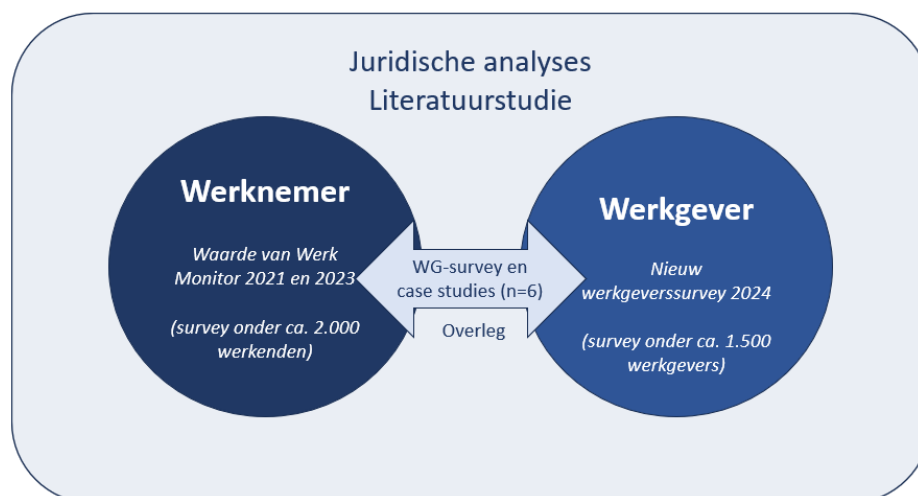 Juridische analyses
Literatuurstudie
Werknemer
Waarde van Werk
Monitor 2021 en 2023
(survey onder ca. 2.000
werkenden)
WG-survey en
case studies (n=6)
Overleg
Werkgever
Nieuw
werkgeverssurvey 2024
(survey onder ca. 1.500
werkgevers)